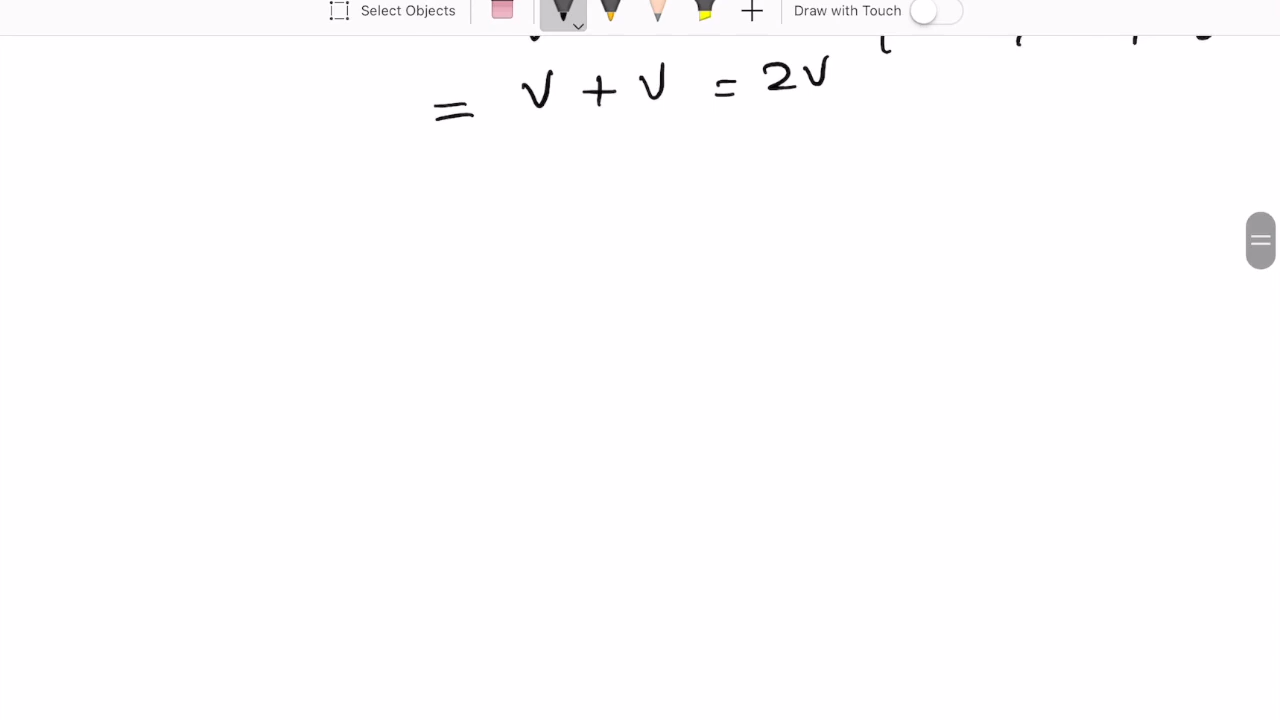 Select Objects Draw with Touch
= v + v = 2v